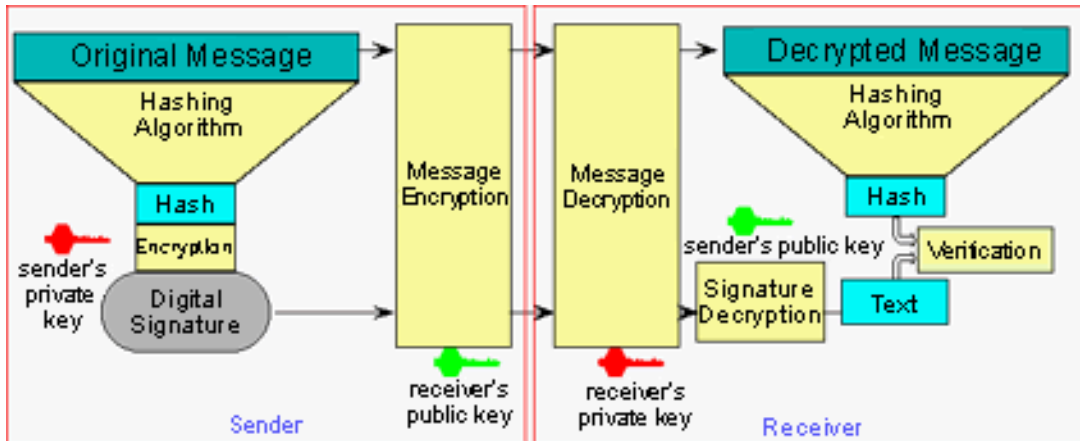 Original Message
Hashing
Algorithm
Hash
Encryption
sender's
private
key
Digital
Signature
Message
Encryption
receiver's
public key
Sender
Message
Decryption
receiver's
private key
Decrypted Message
Hashing
Algorithm
Hash
sender's public key
Verification
Signature
Decryption
Text
Receiver